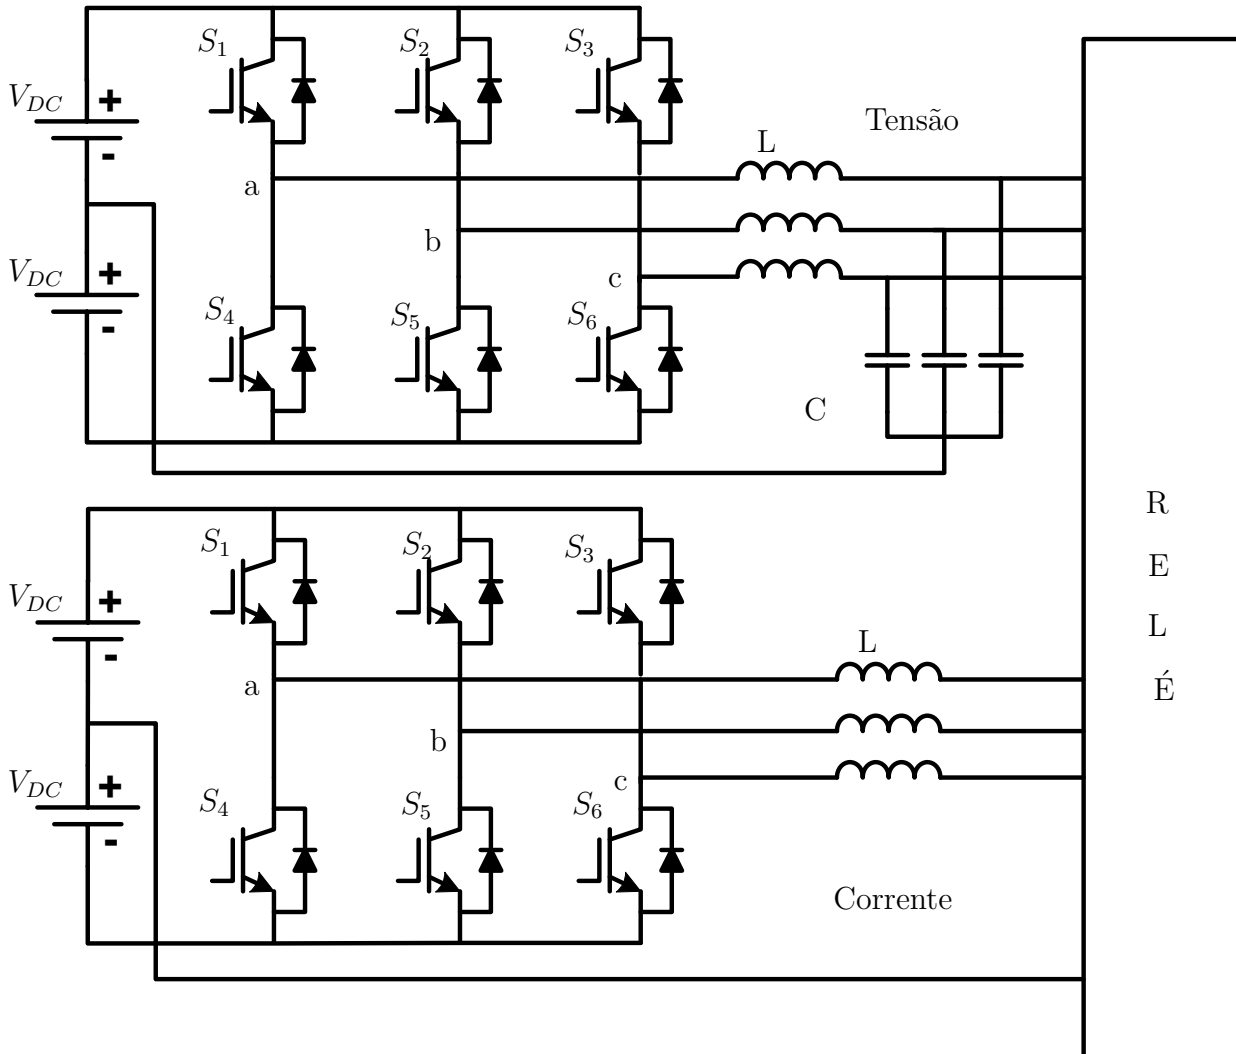 S1
S2
S3
VDC
+
-
Tensão
L
a
b
c
VDC
+
-
S4
S5
S6
C
S1
S2
S3
VDC
+
-
L
a
b
c
VDC
+
-
S4
S5
S6
Corrente
R
E
L
É